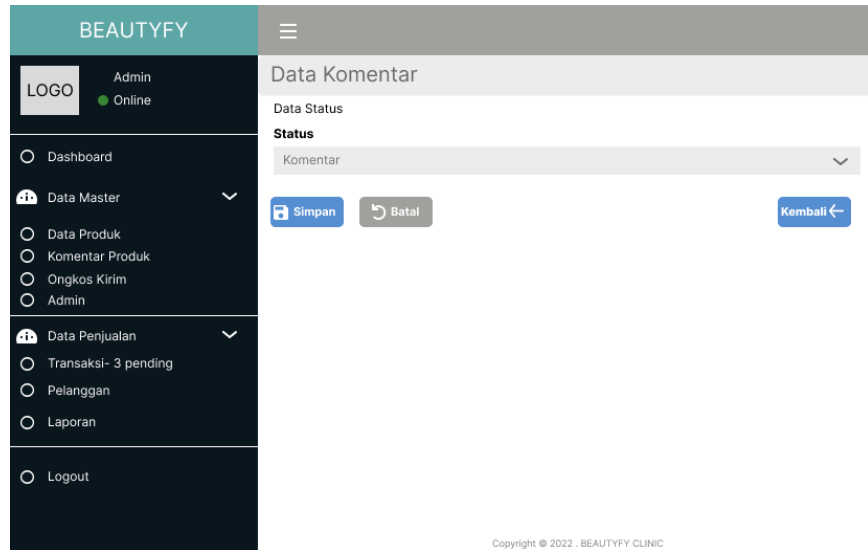 BEAUTYFY
LOGO
Admin
Online
Dashboard
Data Master
Data Produk
Komentar Produk
Ongkos Kirim
Admin
Data Penjualan
Transaksi- 3 pending
Pelanggan
Laporan
Logout
Data Komentar
Data Status
Status
Komentar
Simpan
Batal
Kembali
Copyright © 2022 . BEAUTYFY CLINIC